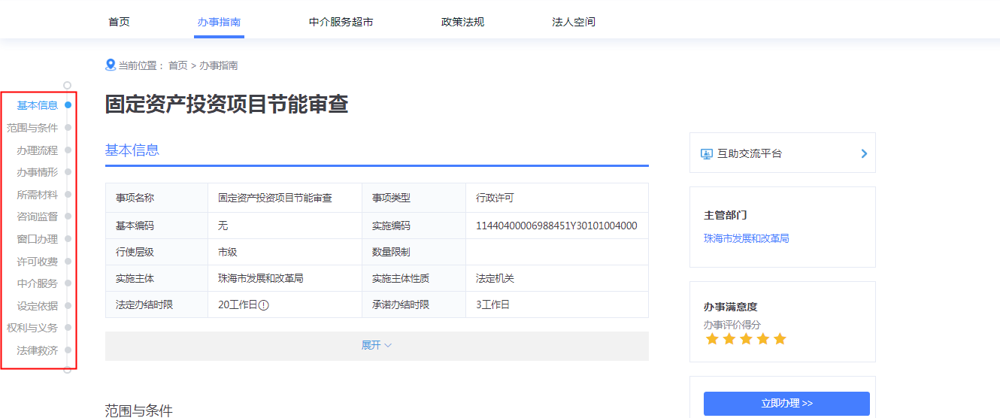 首页 办事指南 中介服务超市 政策法规 法人空间
当前位置： 首页 > 办事指南
基本信息
范围与条件
办理流程
办事情形
所需材料
咨询监督
窗口办理
许可收费
中介服务
设定依据
权利与义务
法律救济
固定资产投资项目节能审查
基本信息
事项名称 固定资产投资项目节能审查 事项类型 行政许可
基本编码 无 实施编码 11440400006988451Y30101004000
行使层级 市级 数量限制
实施主体 珠海市发展和改革局 实施主体性质 法定机关
法定办结时限 20工作日 承诺办结时限 3工作日
展开
范围与条件
互助交流平台
主管部门
珠海市发展和改革局
办事满意度
办事评价得分
立即办理 >>